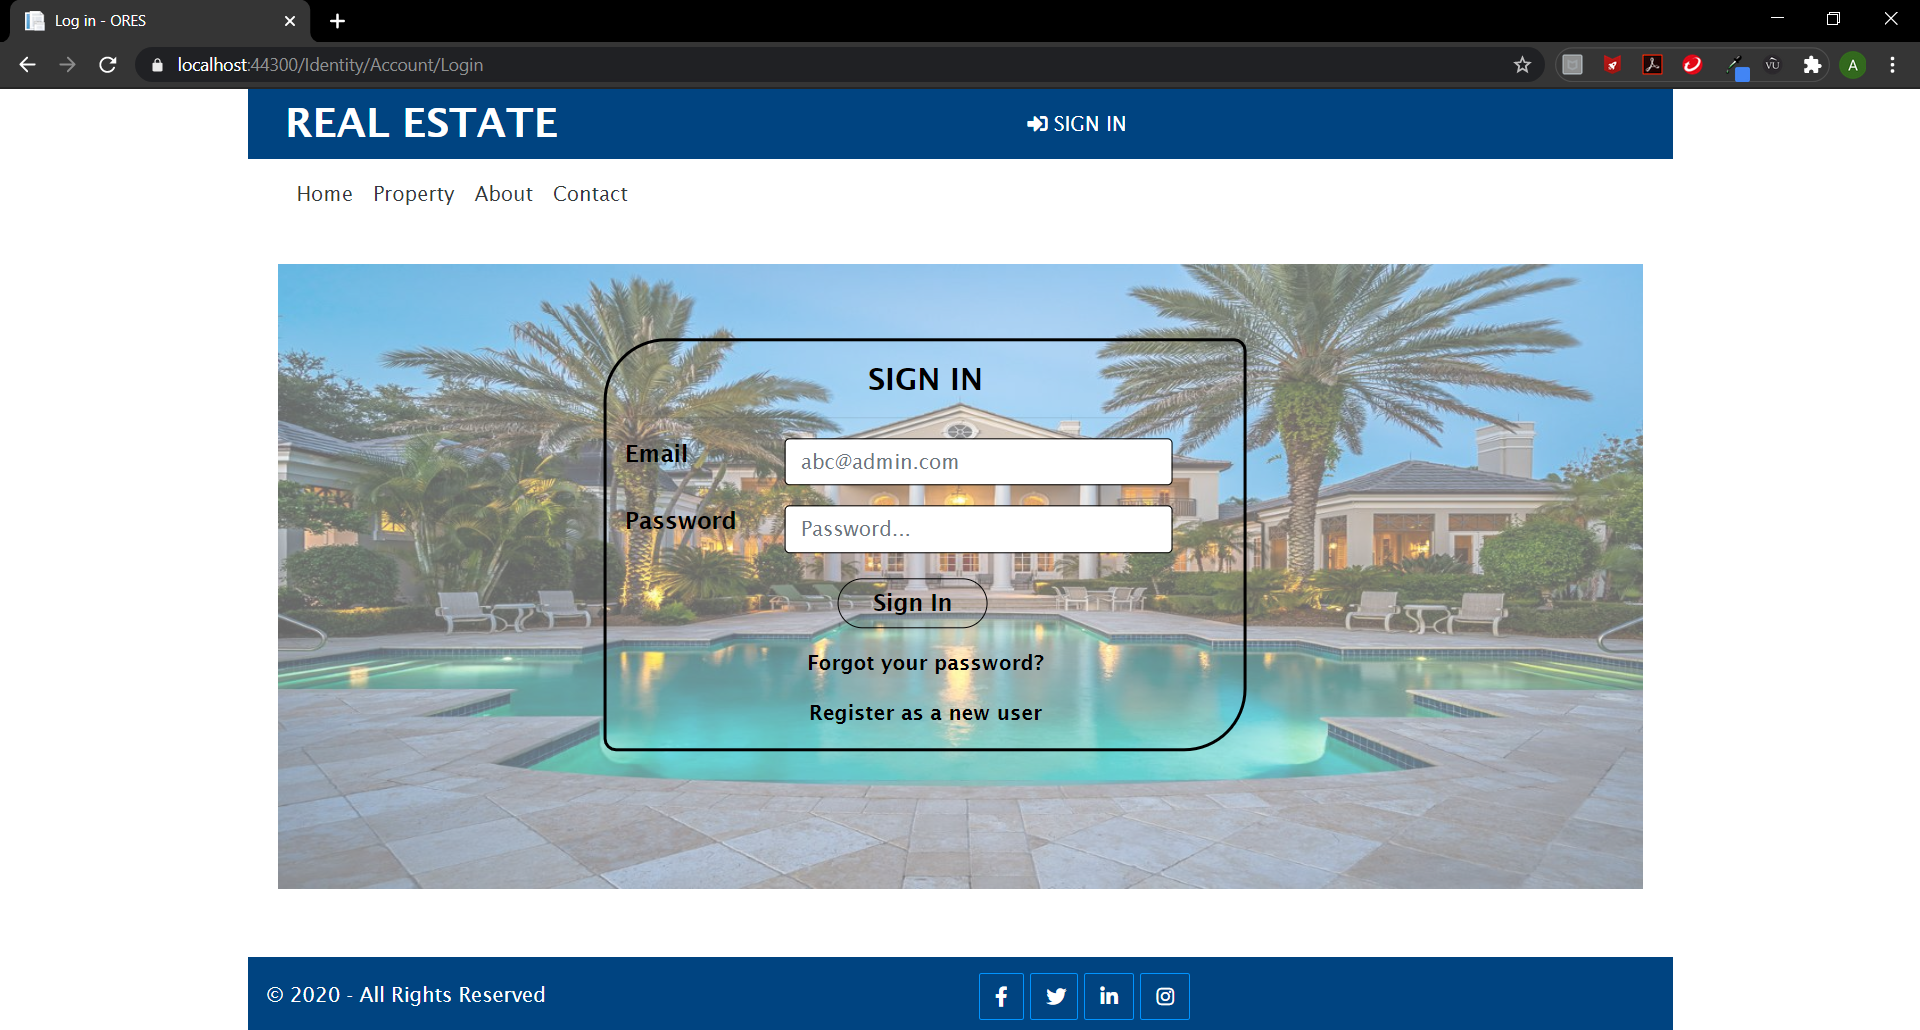 Log in - ORES
localhost:44300/Identity/Account/Login
A
REAL ESTATE
SIGN IN
Home Property About Contact
SIGN IN
Email
abc@admin.com
Password
Password...
Sign In
Forgot your password?
Register as a new user
© 2020 - All Rights Reserved